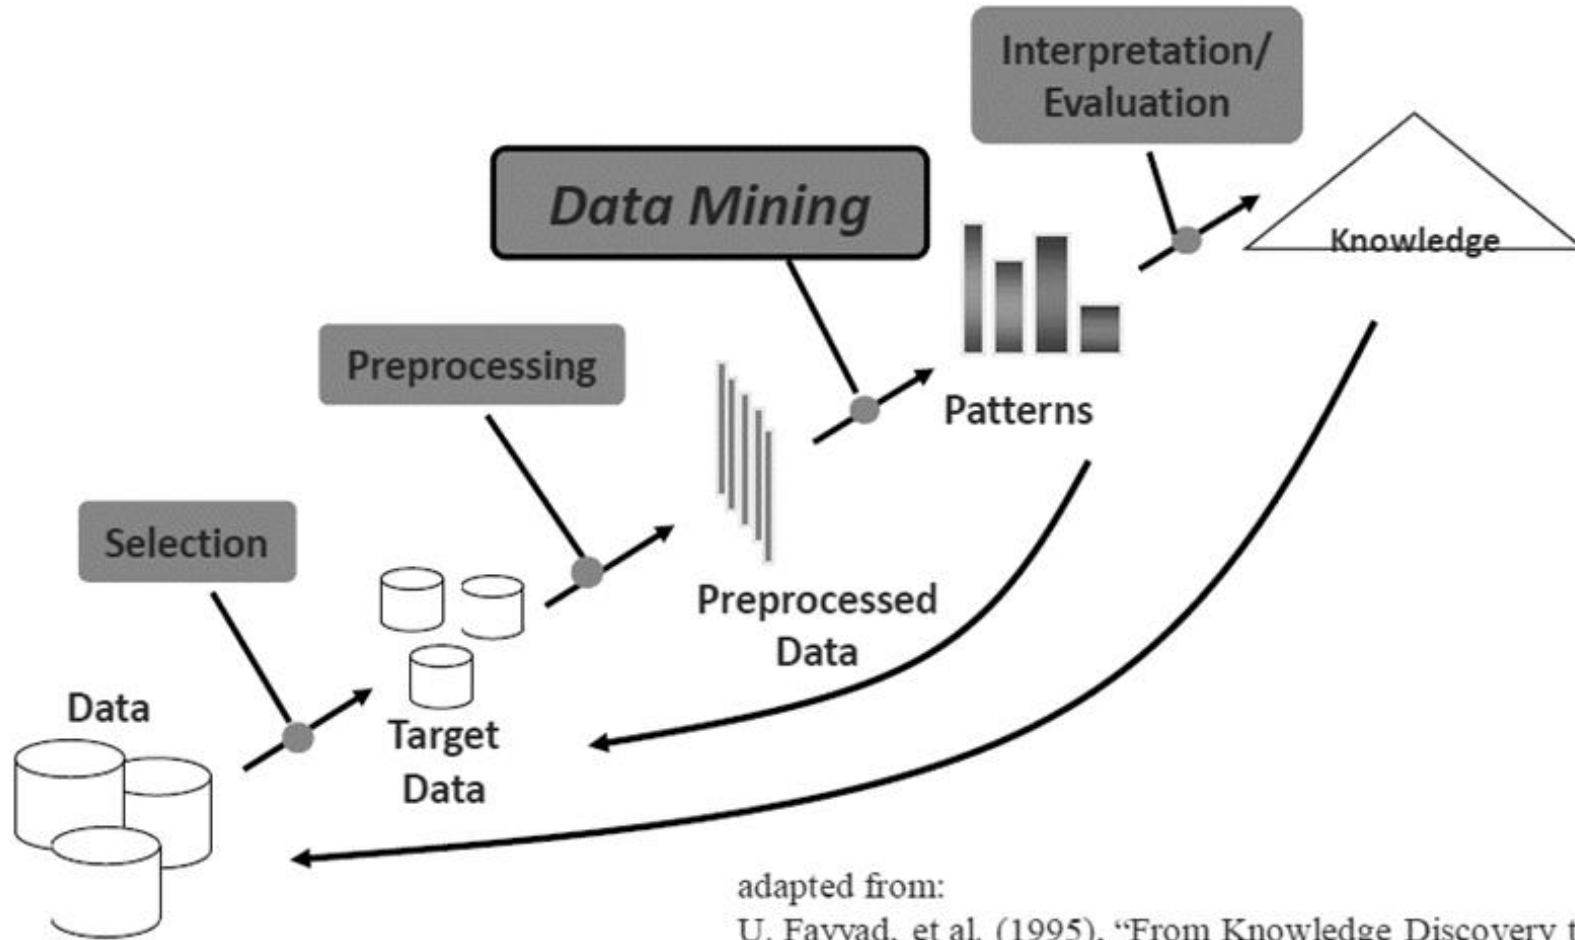 Interpretation/
Evaluation
Data Mining
Knowledge
Preprocessing
Patterns
Selection
Preprocessed
Data
Data
Target
Data
adapted from:
U. Fayyad, et al. (1995), “From Knowledge Discovery t